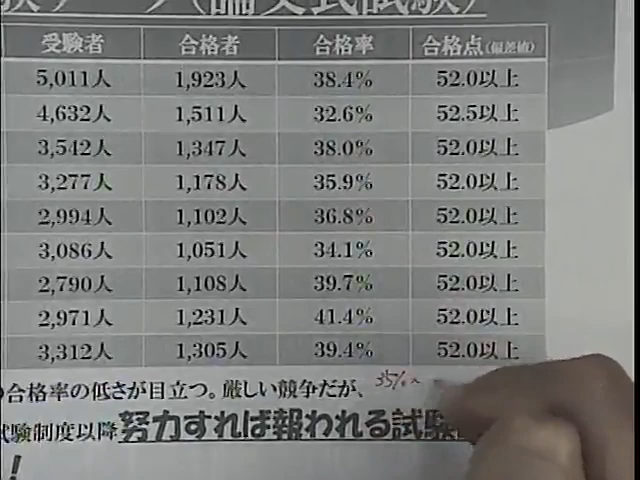 (論文式試験)
受験者 合格者 合格率 合格点(偏差値)
5,011人 1,923人 38.4% 52.0以上
4,632人 1,511人 32.6% 52.5以上
3,542人 1,347人 38.0% 52.0以上
3,277人 1,178人 35.9% 52.0以上
2,994人 1,102人 36.8% 52.0以上
3,086人 1,051人 34.1% 52.0以上
2,790人 1,108人 39.7% 52.0以上
2,971人 1,231人 41.4% 52.0以上
3,312人 1,305人 39.4% 52.0以上
の合格率の低さが目立つ。厳しい競争だが、 35%
試験制度以降努力すれば報われる試験
!